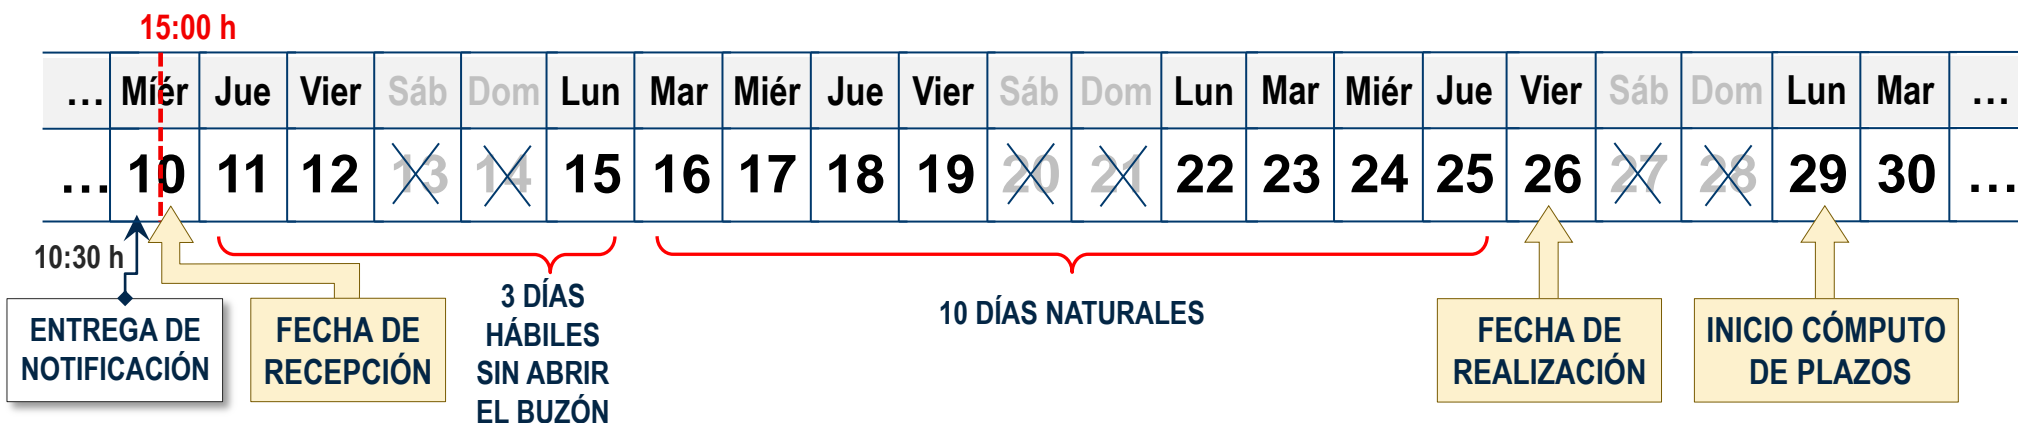 15:00 h
… Míér Jue Vier Sáb Dom Lun Mar Miér Jue Vier Sáb Dom Lun Mar Miér Jue Vier Sáb Dom Lun Mar …
… 10 11 12 13 14 15 16 17 18 19 20 21 22 23 24 25 26 27 28 29 30 …
10:30 h
ENTREGA DE
NOTIFICACIÓN
FECHA DE
RECEPCIÓN
3 DÍAS
HÁBILES
SIN ABRIR
EL BUZÓN
10 DÍAS NATURALES
FECHA DE
REALIZACIÓN
INICIO CÓMPUTO
DE PLAZOS